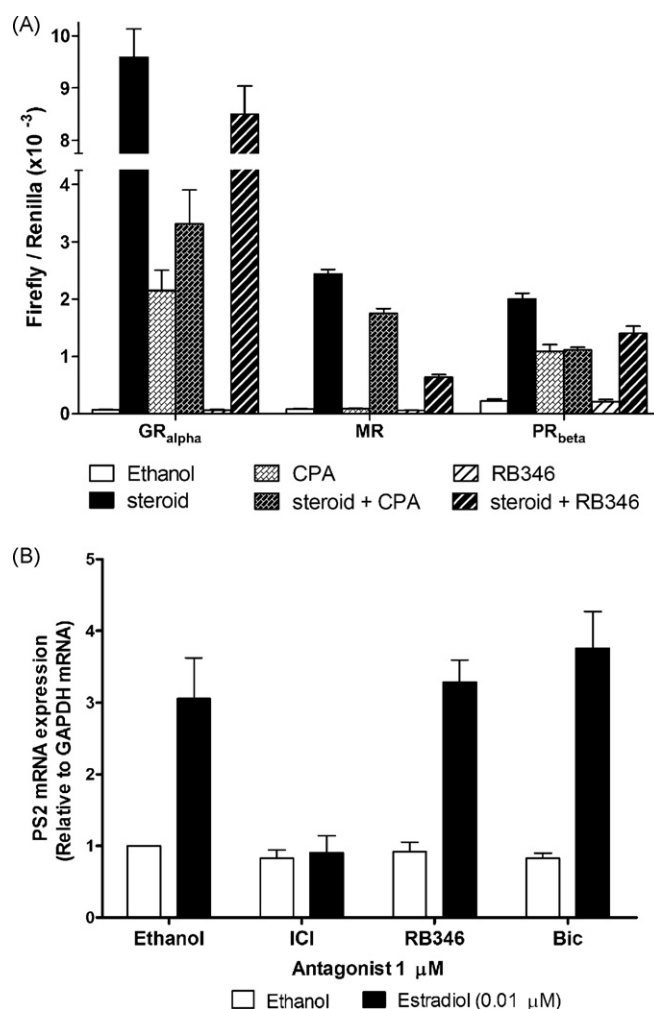 (A)
Firefly / Renilla (x10 -3)
10
9
8
4
3
2
1
0
GRalpha MR PRbeta
Ethanol CPA RB346
steroid steroid + CPA steroid + RB346
(B)
PS2 mRNA expression
(Relative to GAPDH mRNA)
5
4
3
2
1
0
Ethanol ICI RB346 Bic
Antagonist 1 μM
Ethanol Estradiol (0.01 μM)